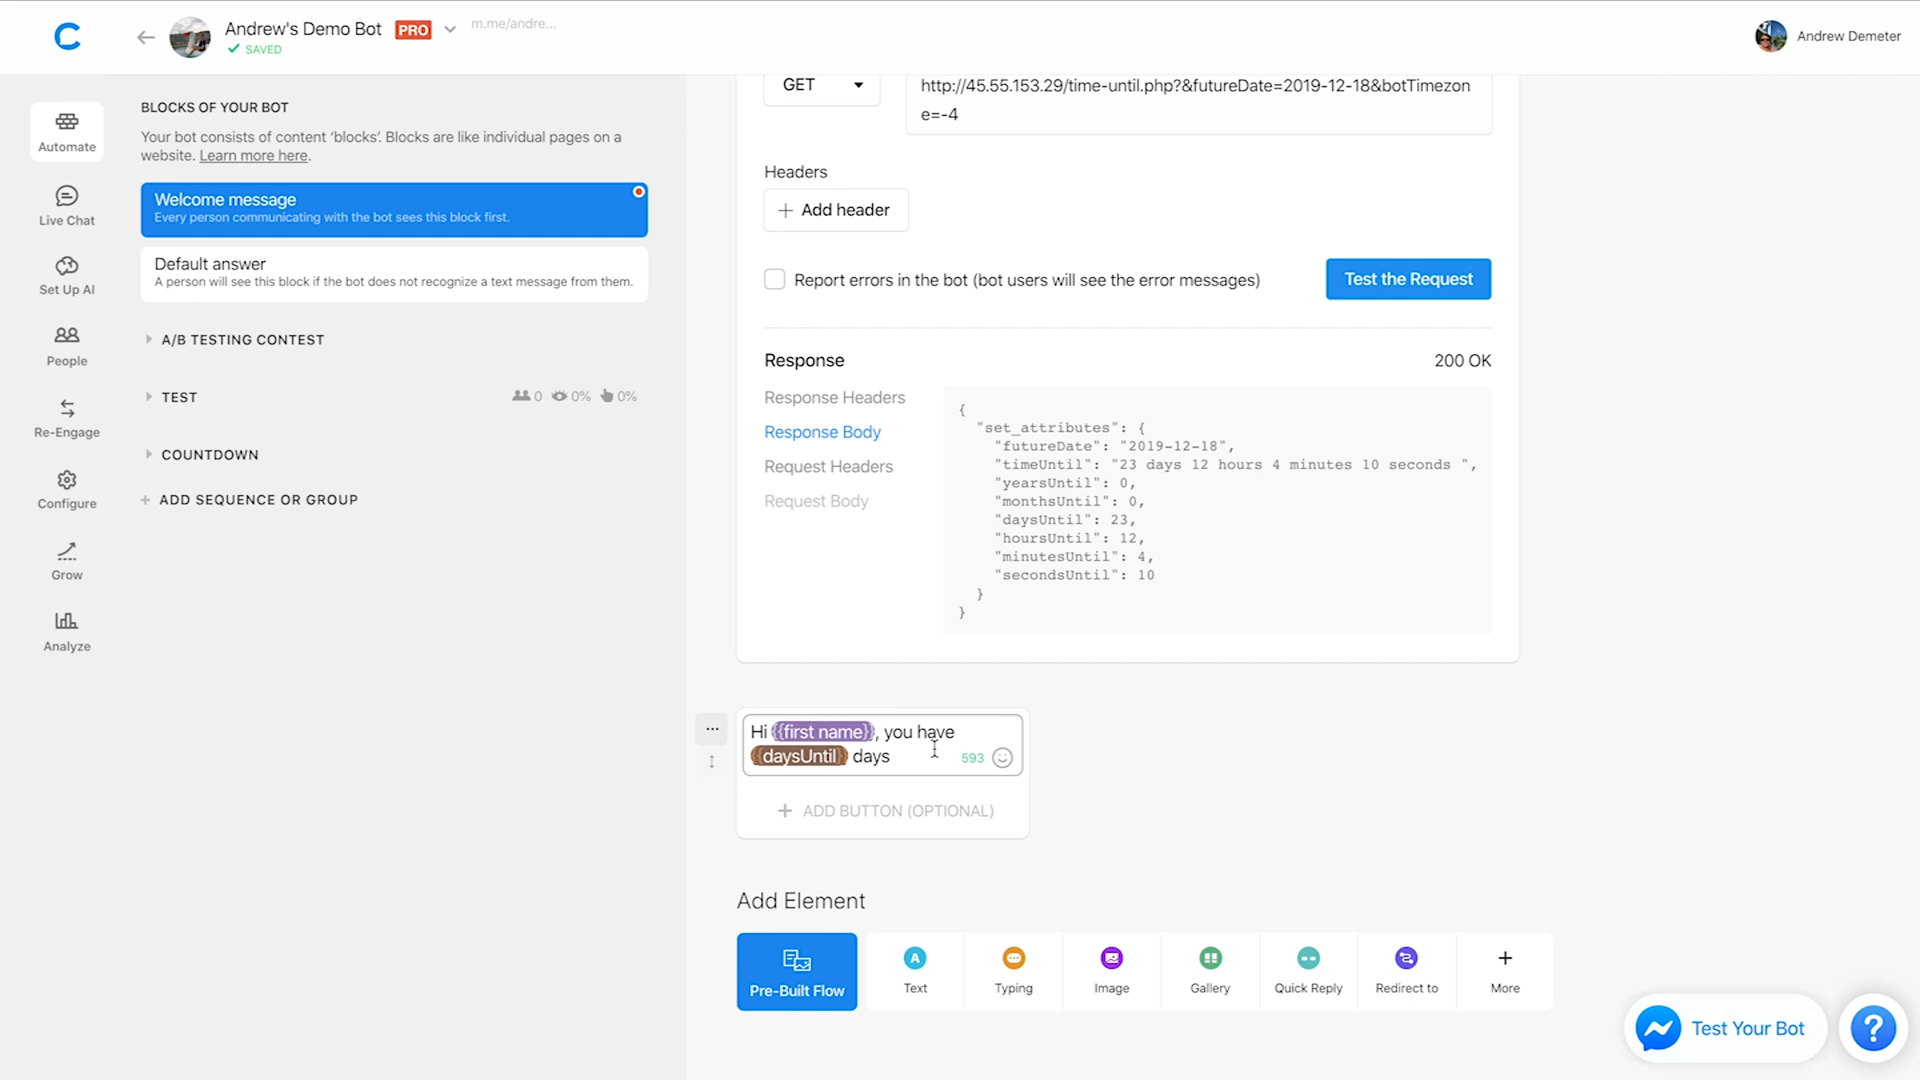 C
Andrew's Demo Bot PRO m.me/andre...
SAVED
Andrew Demeter
Automate
Live Chat
Set Up AI
People
Re-Engage
Configure
Grow
Analyze
BLOCKS OF YOUR BOT
Your bot consists of content ‘blocks’. Blocks are like individual pages on a
website. Learn more here.
Welcome message
Every person communicating with the bot sees this block first.
Default answer
A person will see this block if the bot does not recognize a text message from them.
A/B TESTING CONTEST
TEST 0 0% 0%
COUNTDOWN
+ ADD SEQUENCE OR GROUP
GET
http://45.55.153.29/time-until.php?&futureDate=2019-12-18&botTimezon
e=-4
Headers
+ Add header
Report errors in the bot (bot users will see the error messages)
Test the Request
Response 200 OK
Response Headers
Response Body
Request Headers
Request Body
{
"set_attributes": {
"futureDate": "2019-12-18",
"timeUntil": "23 days 12 hours 4 minutes 10 seconds ",
"yearsUntil": 0,
"monthsUntil": 0,
"daysUntil": 23,
"hoursUntil": 12,
"minutesUntil": 4,
"secondsUntil": 10
}
}
Hi {{first name}}, you have
{{daysUntil}} days
593
+ ADD BUTTON (OPTIONAL)
Add Element
Pre-Built Flow
A
Text
Typing
Image
Gallery
Quick Reply
Redirect to
+
More
Test Your Bot
?